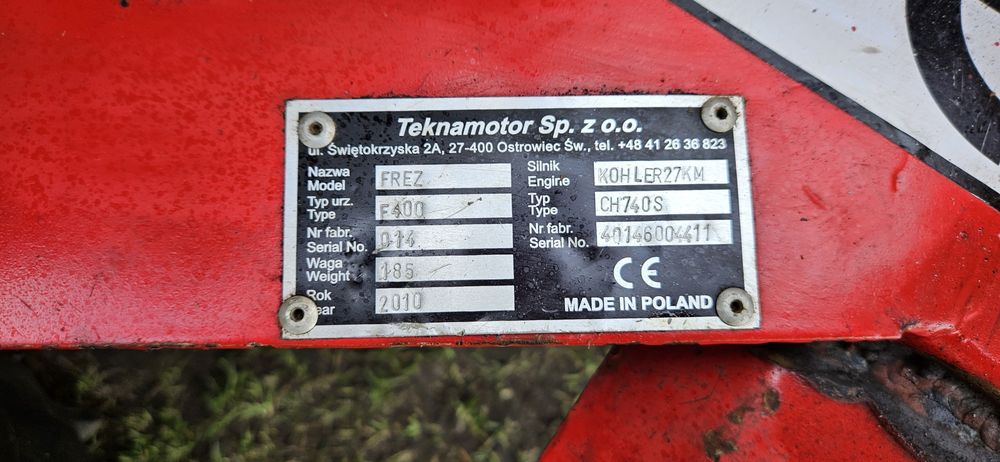 Teknamotor Sp. z o.o.
ul. Świętokrzyska 2A, 27-400 Ostrowiec Św., tel. +48 41 26 36 823
Nazwa
Model FREZ
Typ urz.
Type F400
Nr fabr.
Serial No. 014
Waga
Weight 185
Rok
Year 2010
Silnik
Engine KOHLER27KM
Typ
Type CH740S
Nr fabr.
Serial No. 40146004411
CE
MADE IN POLAND